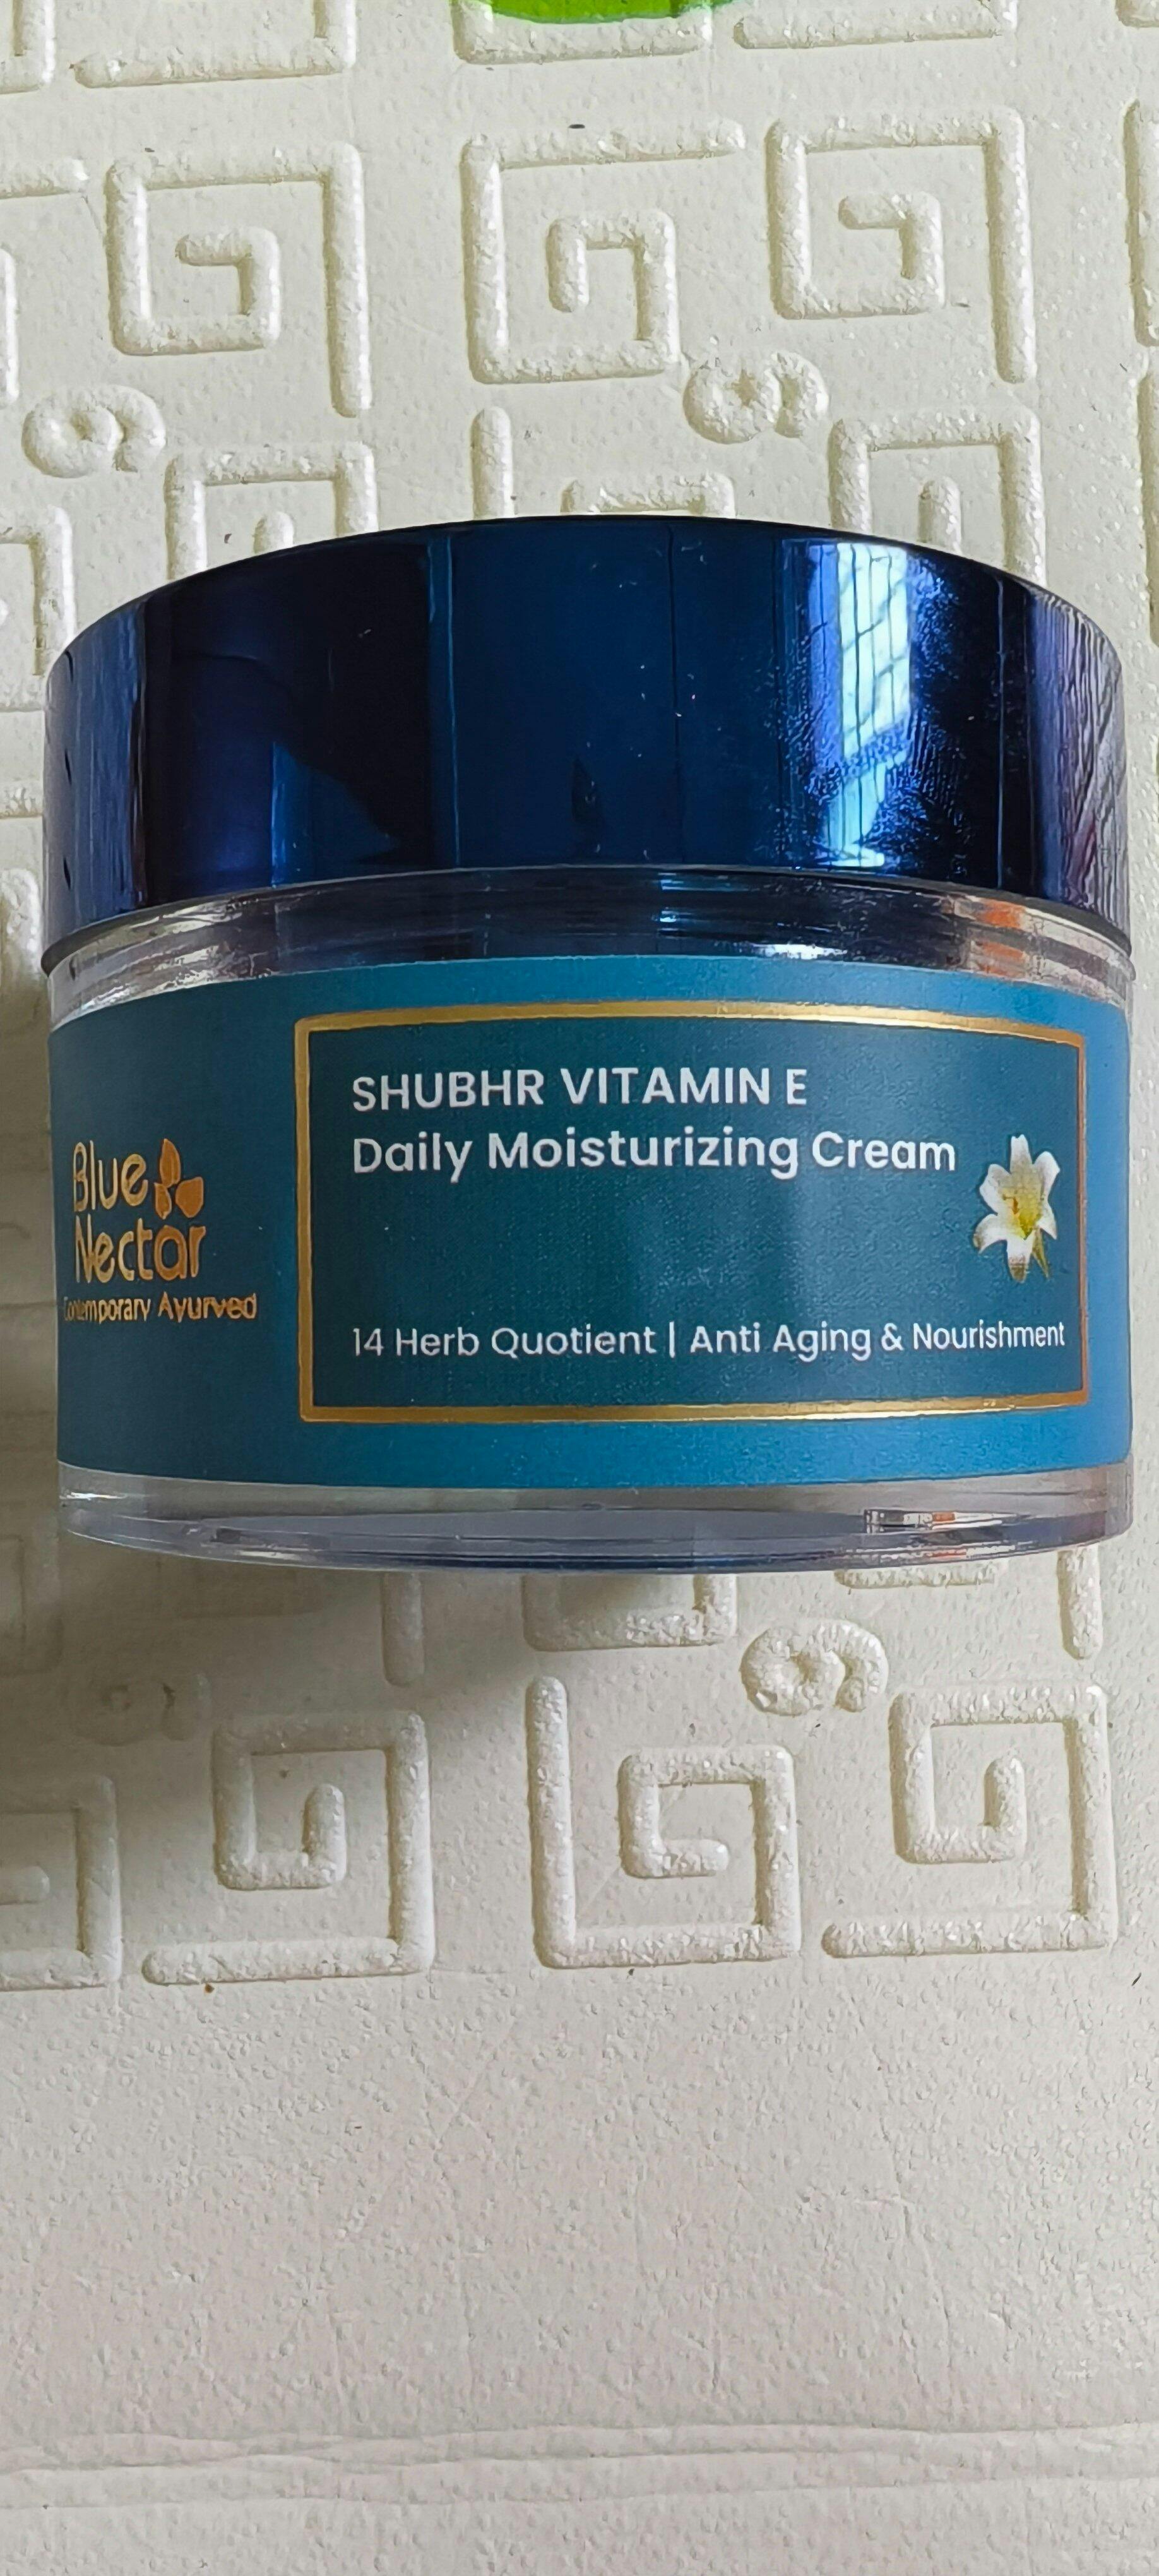 Blue
Nectar
Contemporary Ayurved
SHUBHR VITAMIN E
Daily Moisturizing Cream
14 Herb Quotient | Anti Aging & Nourishment